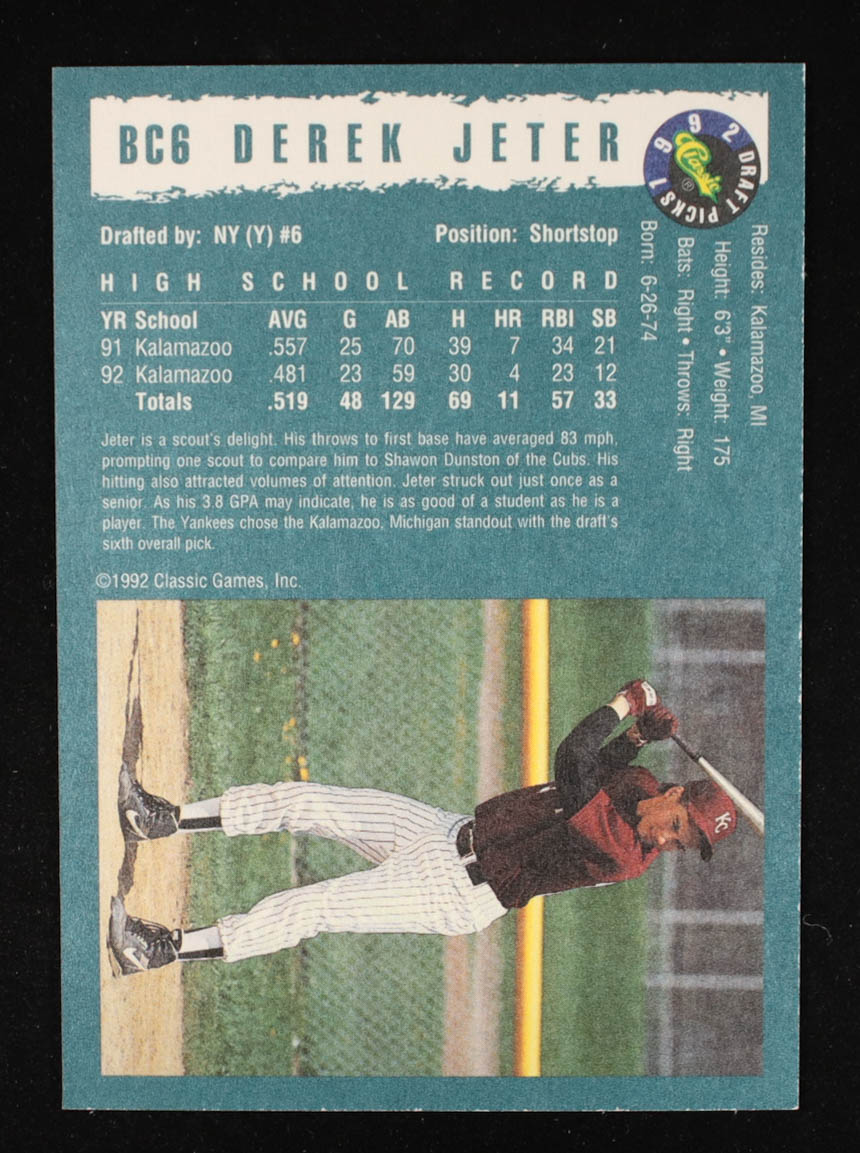 BC6 DEREK JETER
1992 DRAFT PICKS
Classic
®
Drafted by: NY (Y) #6 Position: Shortstop
HIGH SCHOOL RECORD
YR School AVG G AB H HR RBI SB
91 Kalamazoo .557 25 70 39 7 34 21
92 Kalamazoo .481 23 59 30 4 23 12
Totals .519 48 129 69 11 57 33
Jeter is a scout's delight. His throws to first base have averaged 83 mph,
prompting one scout to compare him to Shawon Dunston of the Cubs. His
hitting also attracted volumes of attention. Jeter struck out just once as a
senior. As his 3.8 GPA may indicate, he is as good of a student as he is a
player. The Yankees chose the Kalamazoo, Michigan standout with the draft's
sixth overall pick.
©1992 Classic Games, Inc.
Resides: Kalamazoo, MI
Height: 6'3" • Weight: 175
Bats: Right • Throws: Right
Born: 6-26-74
KC